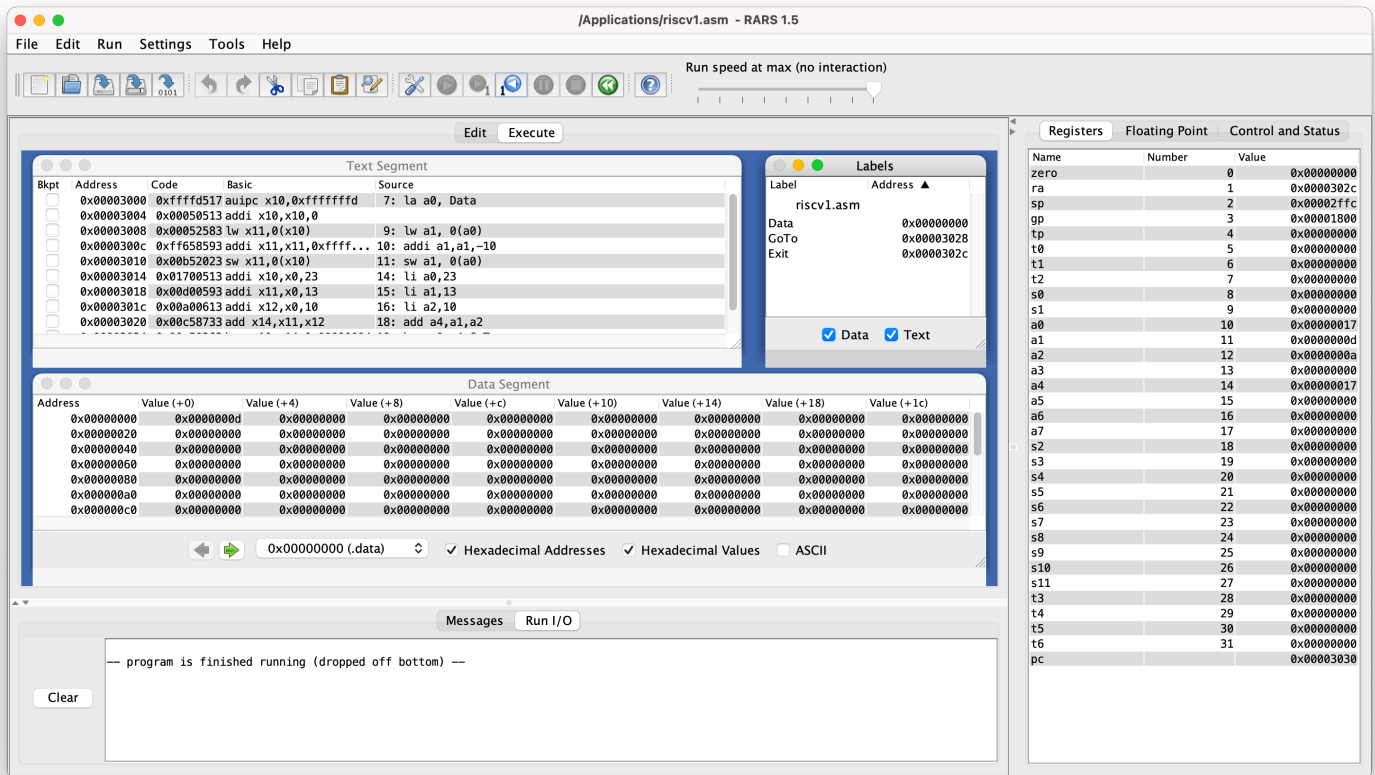 /Applications/riscv1.asm - RARS 1.5
File Edit Run Settings Tools Help
Run speed at max (no interaction)
Edit Execute
Text Segment
Bkpt Address Code Basic Source
0x00003000 0xffffd517 auipc x10,0xfffffffd 7: la a0, Data
0x00003004 0x00050513 addi x10,x10,0
0x00003008 0x00052583 lw x11,0(x10) 9: lw a1, 0(a0)
0x0000300c 0xff658593 addi x11,x11,0xffff... 10: addi a1,a1,-10
0x00003010 0x00b52023 sw x11,0(x10) 11: sw a1, 0(a0)
0x00003014 0x01700513 addi x10,x0,23 14: li a0,23
0x00003018 0x00d00593 addi x11,x0,13 15: li a1,13
0x0000301c 0x00a00613 addi x12,x0,10 16: li a2,10
0x00003020 0x00c58733 add x14,x11,x12 18: add a4,a1,a2
Labels
Label Address ▲
riscv1.asm
Data 0x00000000
GoTo 0x00003028
Exit 0x0000302c
Data Text
Data Segment
Address Value (+0) Value (+4) Value (+8) Value (+c) Value (+10) Value (+14) Value (+18) Value (+1c)
0x00000000 0x0000000d 0x00000000 0x00000000 0x00000000 0x00000000 0x00000000 0x00000000 0x00000000
0x00000020 0x00000000 0x00000000 0x00000000 0x00000000 0x00000000 0x00000000 0x00000000 0x00000000
0x00000040 0x00000000 0x00000000 0x00000000 0x00000000 0x00000000 0x00000000 0x00000000 0x00000000
0x00000060 0x00000000 0x00000000 0x00000000 0x00000000 0x00000000 0x00000000 0x00000000 0x00000000
0x00000080 0x00000000 0x00000000 0x00000000 0x00000000 0x00000000 0x00000000 0x00000000 0x00000000
0x000000a0 0x00000000 0x00000000 0x00000000 0x00000000 0x00000000 0x00000000 0x00000000 0x00000000
0x000000c0 0x00000000 0x00000000 0x00000000 0x00000000 0x00000000 0x00000000 0x00000000 0x00000000
0x00000000 (.data) Hexadecimal Addresses Hexadecimal Values ASCII
Messages Run I/O
-- program is finished running (dropped off bottom) --
Clear
Registers Floating Point Control and Status
Name Number Value
zero 0 0x00000000
ra 1 0x0000302c
sp 2 0x00002ffc
gp 3 0x00001800
tp 4 0x00000000
t0 5 0x00000000
t1 6 0x00000000
t2 7 0x00000000
s0 8 0x00000000
s1 9 0x00000000
a0 10 0x00000017
a1 11 0x0000000d
a2 12 0x0000000a
a3 13 0x00000000
a4 14 0x00000017
a5 15 0x00000000
a6 16 0x00000000
a7 17 0x00000000
s2 18 0x00000000
s3 19 0x00000000
s4 20 0x00000000
s5 21 0x00000000
s6 22 0x00000000
s7 23 0x00000000
s8 24 0x00000000
s9 25 0x00000000
s10 26 0x00000000
s11 27 0x00000000
t3 28 0x00000000
t4 29 0x00000000
t5 30 0x00000000
t6 31 0x00000000
pc 0x00003030